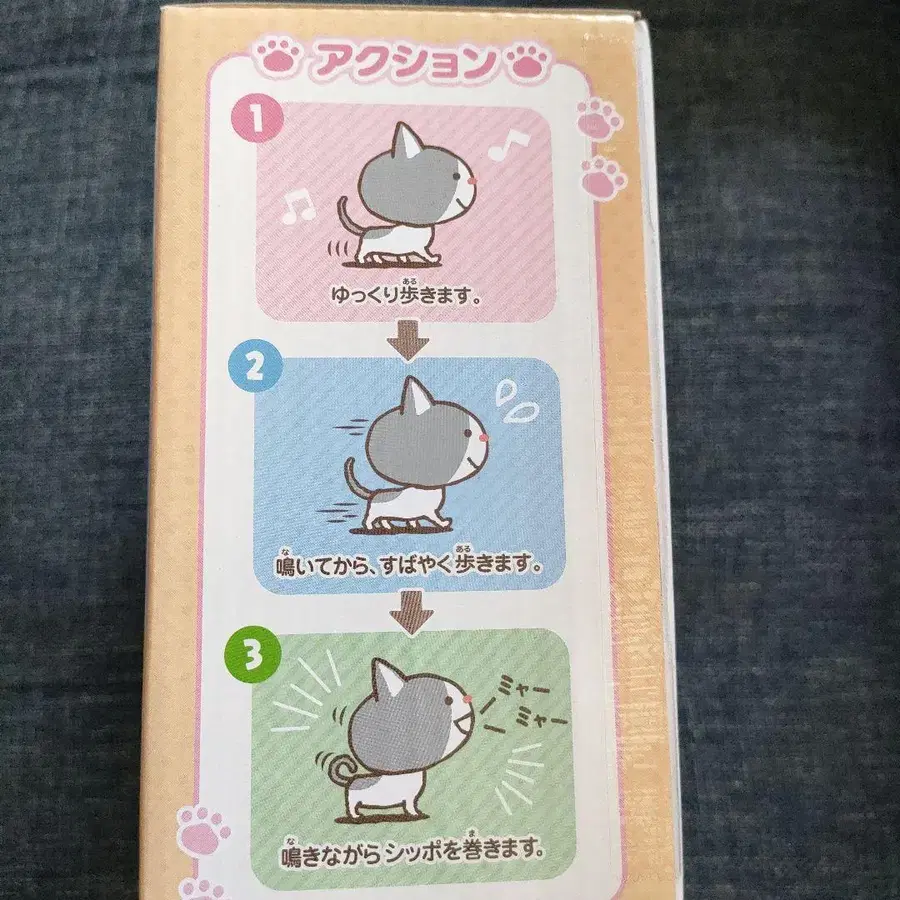 アクション
1
ゆっくり歩きます。
2
鳴いてから、すばやく歩きます。
3
ミャー
ミャー
鳴きながらシッポを巻きます。